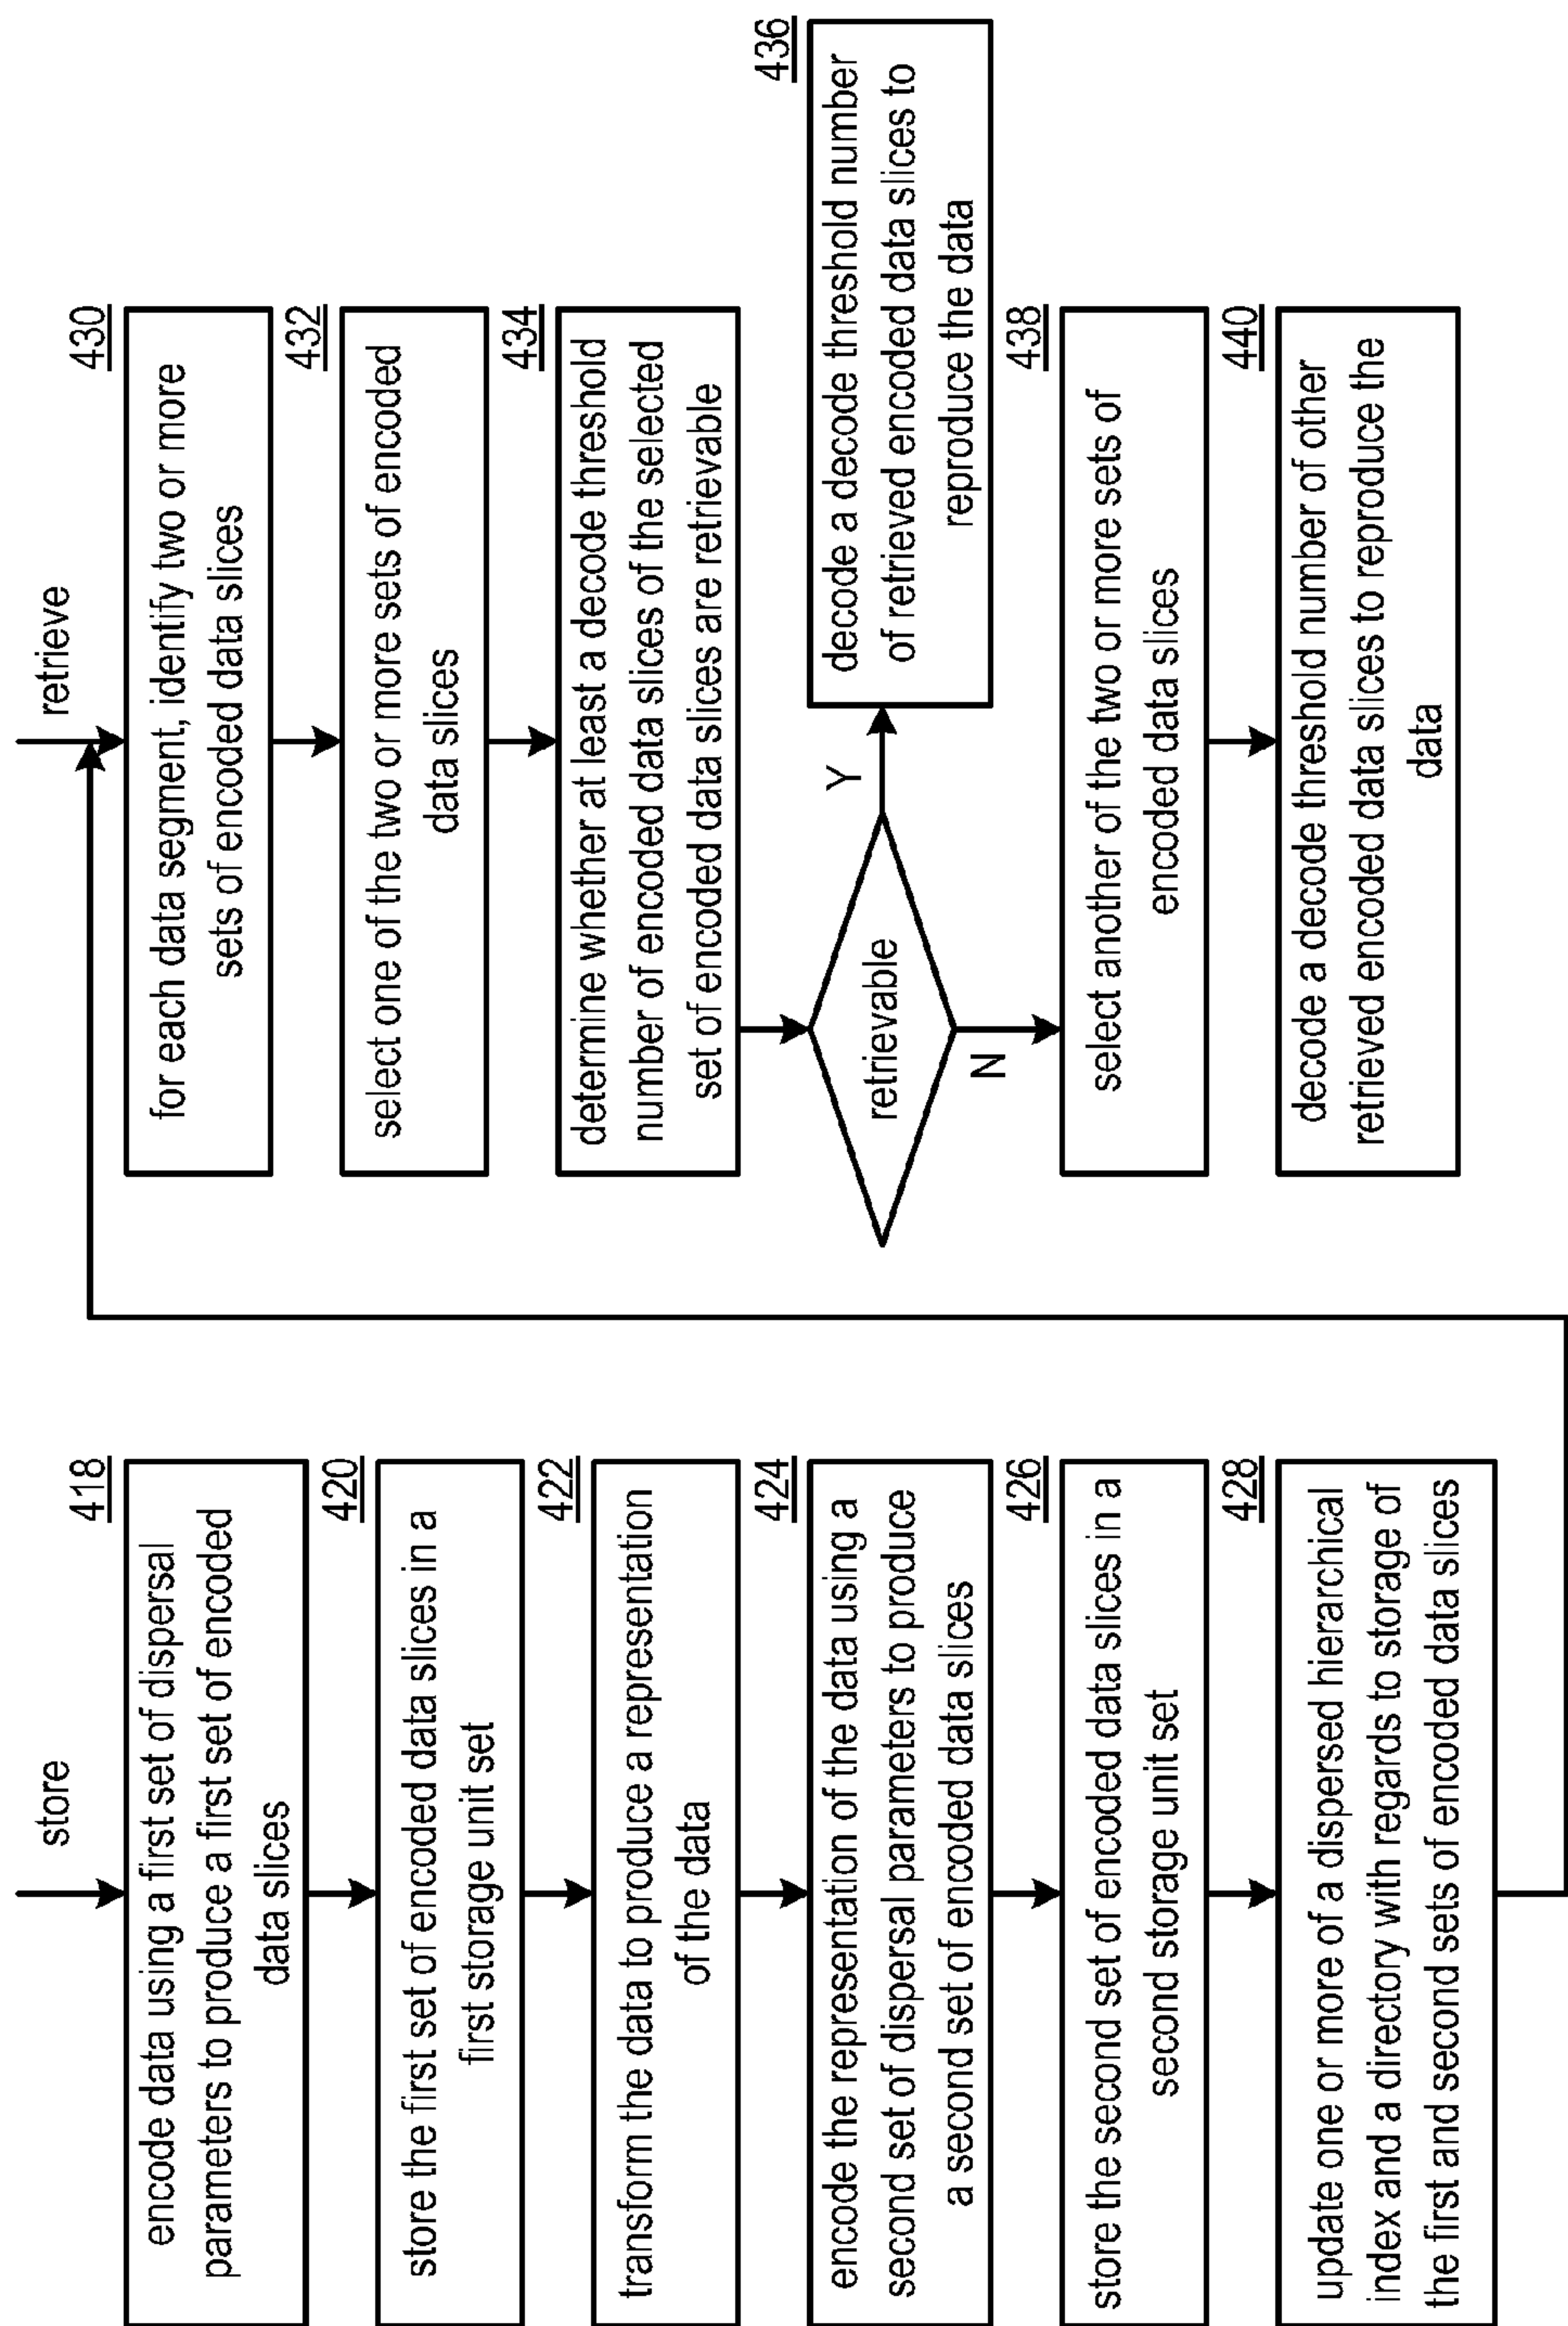 store
418
encode data using a first set of dispersal
parameters to produce a first set of encoded
data slices
420
store the first set of encoded data slices in a
first storage unit set
422
transform the data to produce a representation
of the data
424
encode the representation of the data using a
second set of dispersal parameters to produce
a second set of encoded data slices
426
store the second set of encoded data slices in a
second storage unit set
428
update one or more of a dispersed hierarchical
index and a directory with regards to storage of
the first and second sets of encoded data slices
retrieve
430
for each data segment, identify two or more
sets of encoded data slices
432
select one of the two or more sets of encoded
data slices
434
determine whether at least a decode threshold
number of encoded data slices of the selected
set of encoded data slices are retrievable
retrievable
Y
N
436
decode a decode threshold number
of retrieved encoded data slices to
reproduce the data
438
select another of the two or more sets of
encoded data slices
440
decode a decode threshold number of other
retrieved encoded data slices to reproduce the
data